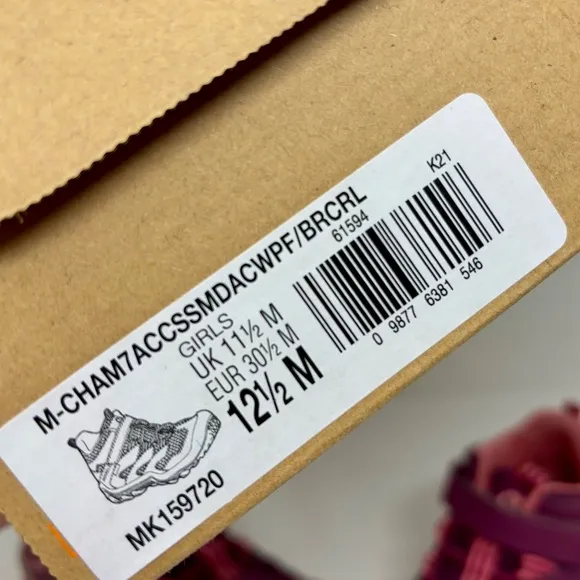 M-CHAM7ACCSSMDACWPF/BRCRL
GIRLS
UK 11½ M
EUR 30½ M
12½ M
MK159720
61594
K21
0 9877 6381 546